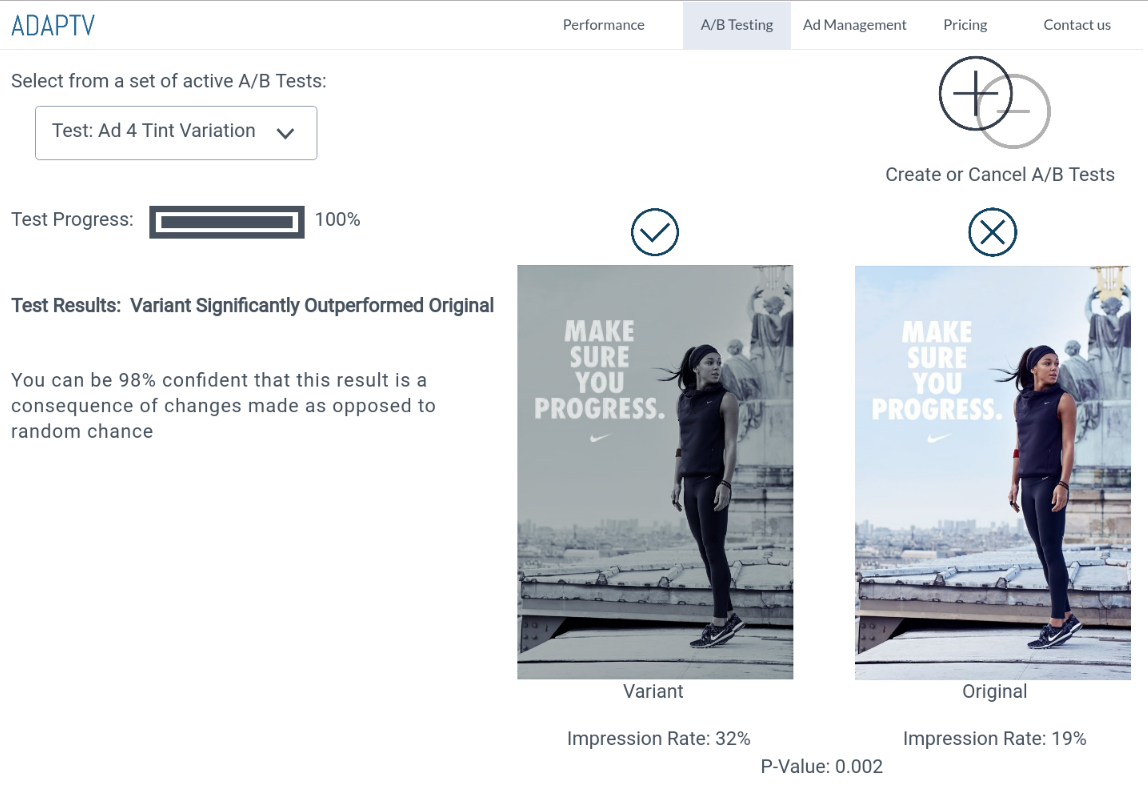 ADAPTV
Performance
A/B Testing
Ad Management
Pricing
Contact us
Select from a set of active A/B Tests:
Test: Ad 4 Tint Variation
Create or Cancel A/B Tests
Test Progress:
100%
Test Results: Variant Significantly Outperformed Original
You can be 98% confident that this result is a
consequence of changes made as opposed to
random chance
MAKE
SURE
YOU
PROGRESS.
Variant
Impression Rate: 32%
MAKE
SURE
YOU
PROGRESS.
Original
Impression Rate: 19%
P-Value: 0.002